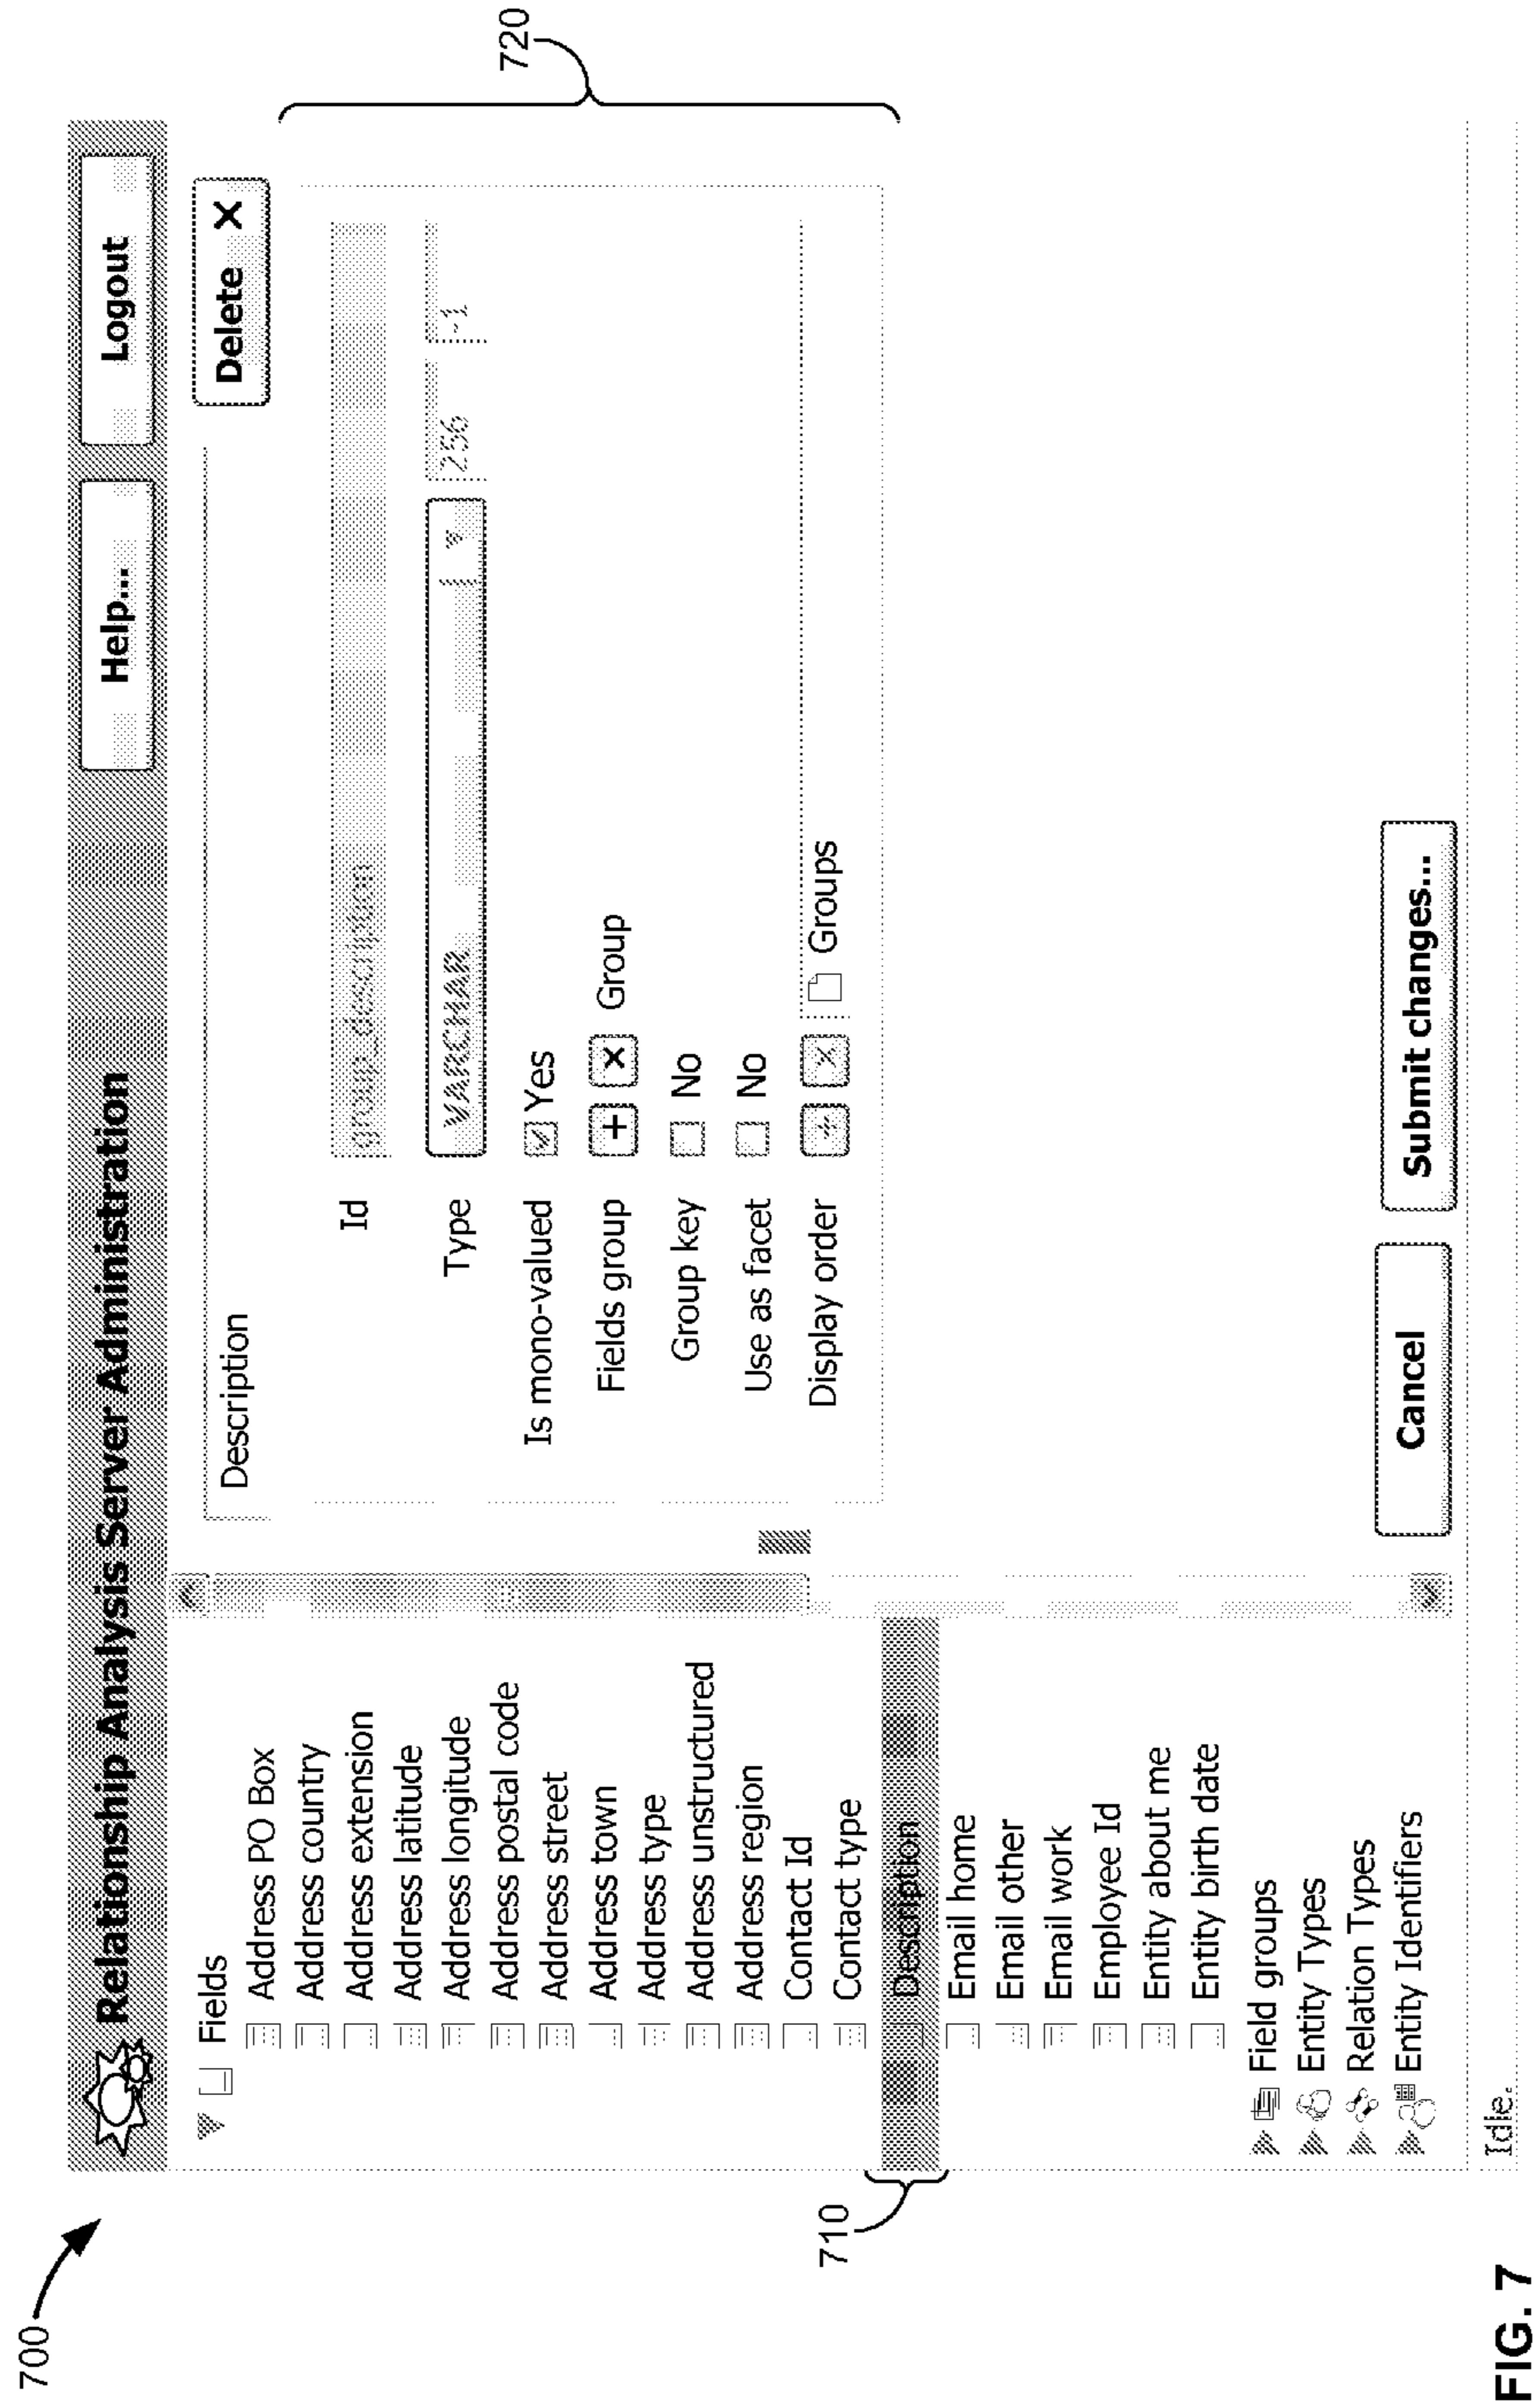 700
Relationship Analysis Server Administration
Help...
Logout
Fields
Address PO Box
Address country
Address extension
Address latitude
Address longitude
Address postal code
Address street
Address town
Address type
Address unstructured
Address region
Contact Id
Contact type
Description
Email home
Email other
Email work
Employee Id
Entity about me
Entity birth date
Field groups
Entity Types
Relation Types
Entity Identifiers
710
Description
Delete X
Id group_description
Type VARCHAR 256 -1
Is mono-valued Yes
Fields group + x Group
Group key No
Use as facet No
Display order + x Groups
720
Cancel
Submit changes...
Idle.
FIG. 7